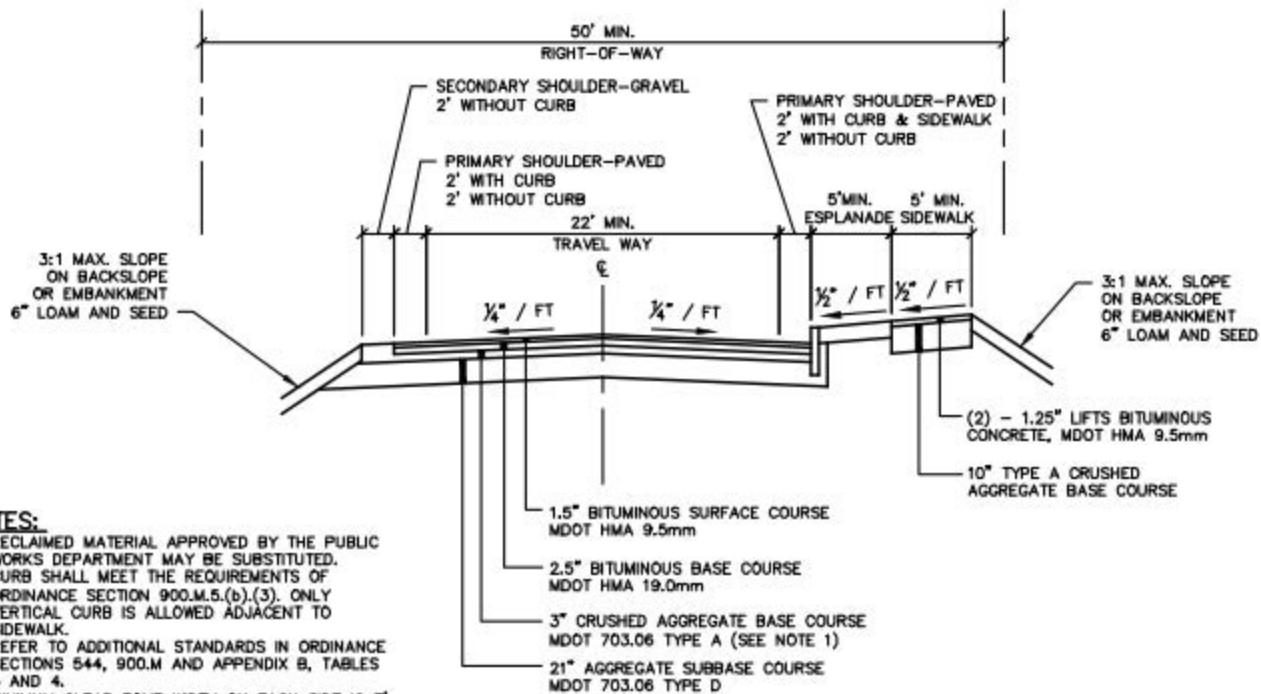 50' MIN.
RIGHT-OF-WAY
SECONDARY SHOULDER-GRAVEL
2' WITHOUT CURB
PRIMARY SHOULDER-PAVED
2' WITH CURB & SIDEWALK
2' WITHOUT CURB
PRIMARY SHOULDER-PAVED
2' WITH CURB
2' WITHOUT CURB
22' MIN.
TRAVEL WAY
℄
5'MIN.
ESPLANADE
5' MIN.
SIDEWALK
3:1 MAX. SLOPE
ON BACKSLOPE
OR EMBANKMENT
6" LOAM AND SEED
¼" / FT
¼" / FT
½" / FT
½" / FT
3:1 MAX. SLOPE
ON BACKSLOPE
OR EMBANKMENT
6" LOAM AND SEED
(2) - 1.25" LIFTS BITUMINOUS
CONCRETE, MDOT HMA 9.5mm
10" TYPE A CRUSHED
AGGREGATE BASE COURSE
1.5" BITUMINOUS SURFACE COURSE
MDOT HMA 9.5mm
2.5" BITUMINOUS BASE COURSE
MDOT HMA 19.0mm
3" CRUSHED AGGREGATE BASE COURSE
MDOT 703.06 TYPE A (SEE NOTE 1)
21" AGGREGATE SUBBASE COURSE
MDOT 703.06 TYPE D
TES:
ECLAIMED MATERIAL APPROVED BY THE PUBLIC
ORKS DEPARTMENT MAY BE SUBSTITUTED.
URB SHALL MEET THE REQUIREMENTS OF
RDINANCE SECTION 900.M.5.(b).(3). ONLY
ERTICAL CURB IS ALLOWED ADJACENT TO
IDEWALK.
EFER TO ADDITIONAL STANDARDS IN ORDINANCE
ECTIONS 544, 900.M AND APPENDIX B, TABLES
AND 4.